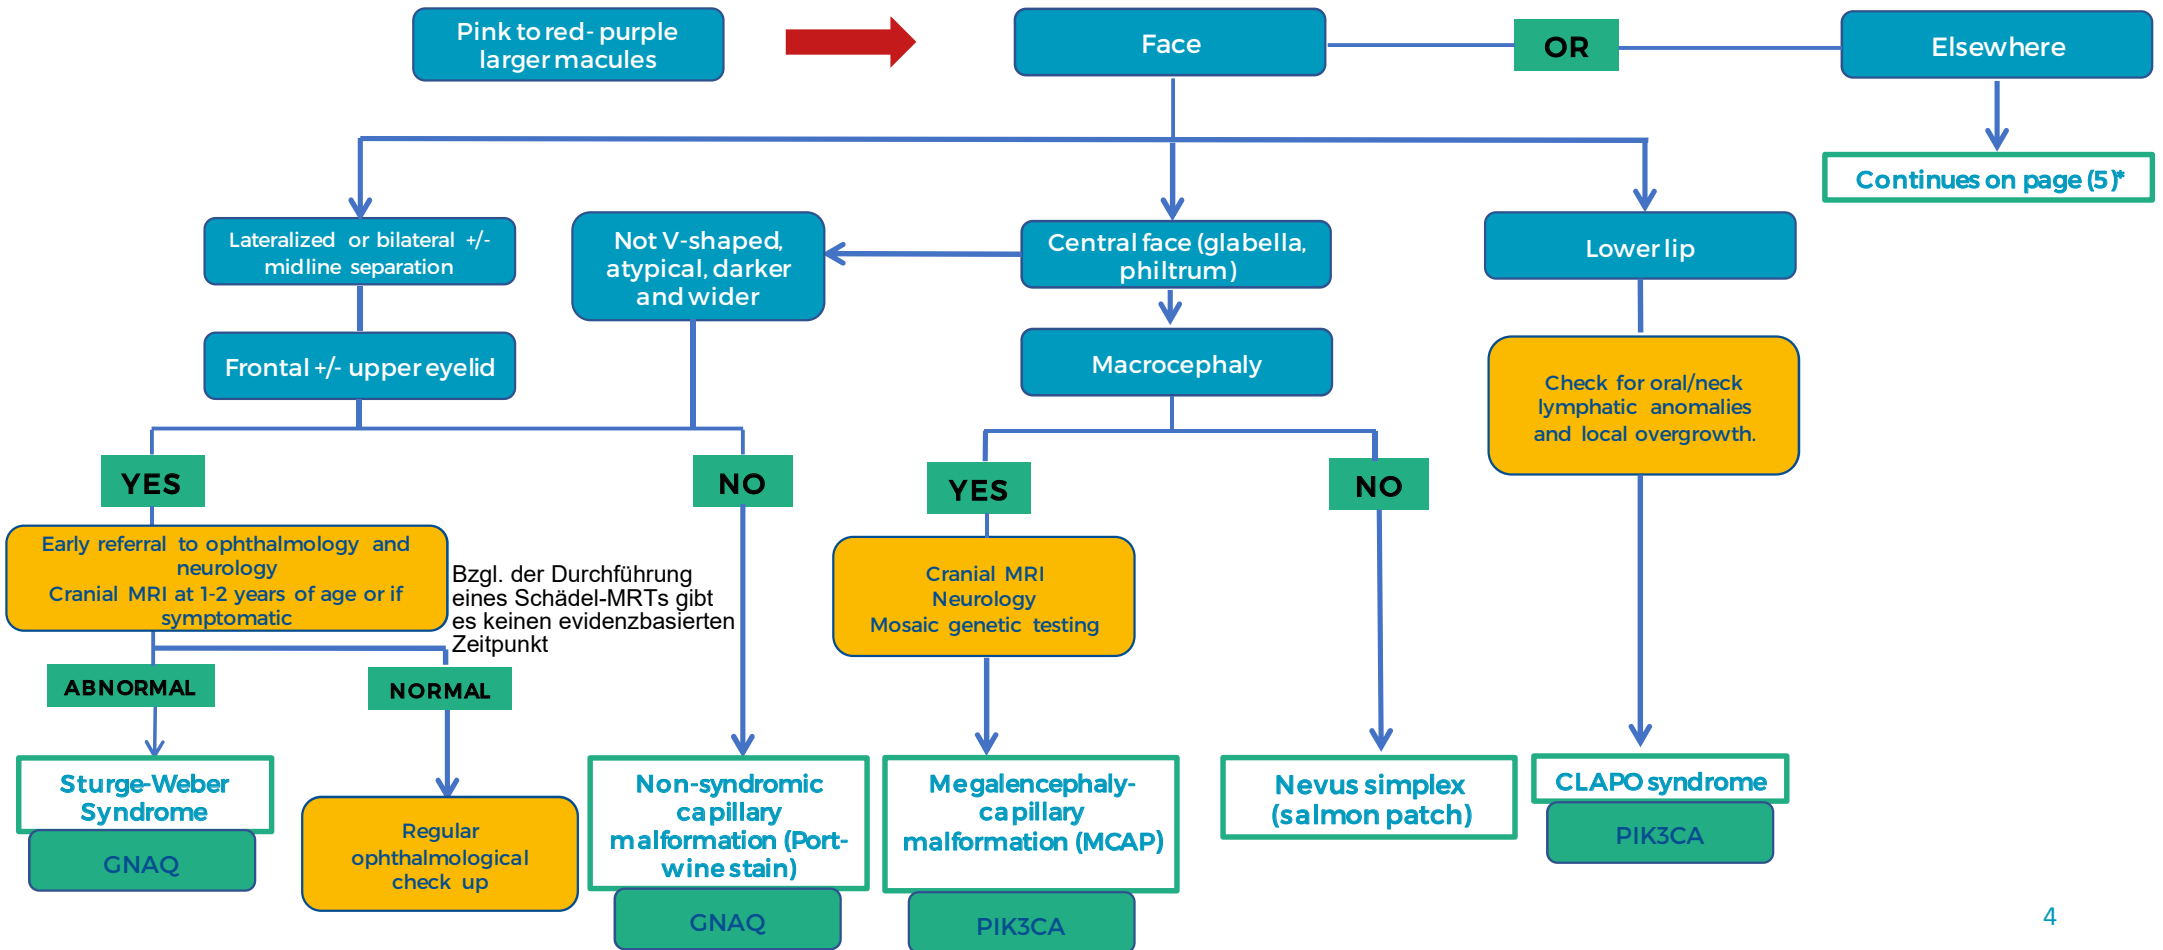 Pink to red- purple
larger macules
Face
OR
Elsewhere
Continues on page (5)*
Lateralized or bilateral +/-
midline separation
Not V-shaped,
atypical, darker
and wider
Central face (glabella,
philtrum)
Lower lip
Frontal +/- upper eyelid
Macrocephaly
Check for oral/neck
lymphatic anomalies
and local overgrowth.
YES
NO
YES
NO
Early referral to ophthalmology and
neurology
Cranial MRI at 1-2 years of age or if
symptomatic
Bzgl. der Durchführung
eines Schädel-MRTs gibt
es keinen evidenzbasierten
Zeitpunkt
Cranial MRI
Neurology
Mosaic genetic testing
ABNORMAL
NORMAL
Sturge-Weber
Syndrome
GNAQ
Regular
ophthalmological
check up
Non-syndromic
capillary
malformation (Port-
wine stain)
GNAQ
Megalencephaly-
capillary
malformation (MCAP)
PIK3CA
Nevus simplex
(salmon patch)
CLAPO syndrome
PIK3CA
4